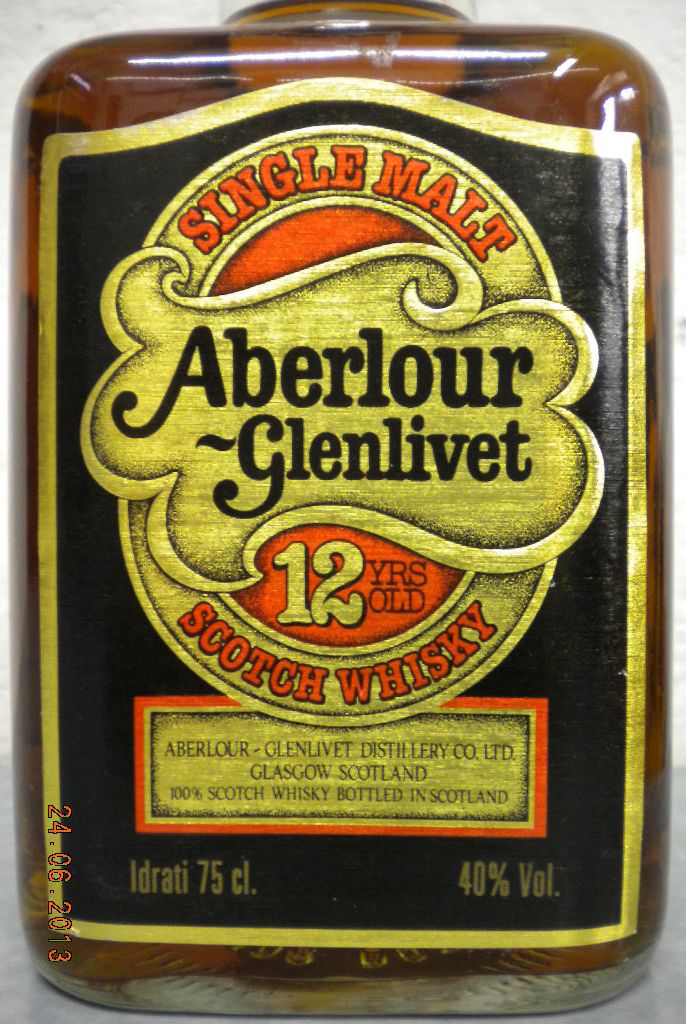 SINGLE MALT
Aberlour
~Glenlivet
12 YRS OLD
SCOTCH WHISKY
ABERLOUR - GLENLIVET DISTILLERY CO. LTD.
GLASGOW SCOTLAND
100% SCOTCH WHISKY BOTTLED IN SCOTLAND
Idrati 75 cl. 40% Vol.
24.06.2013